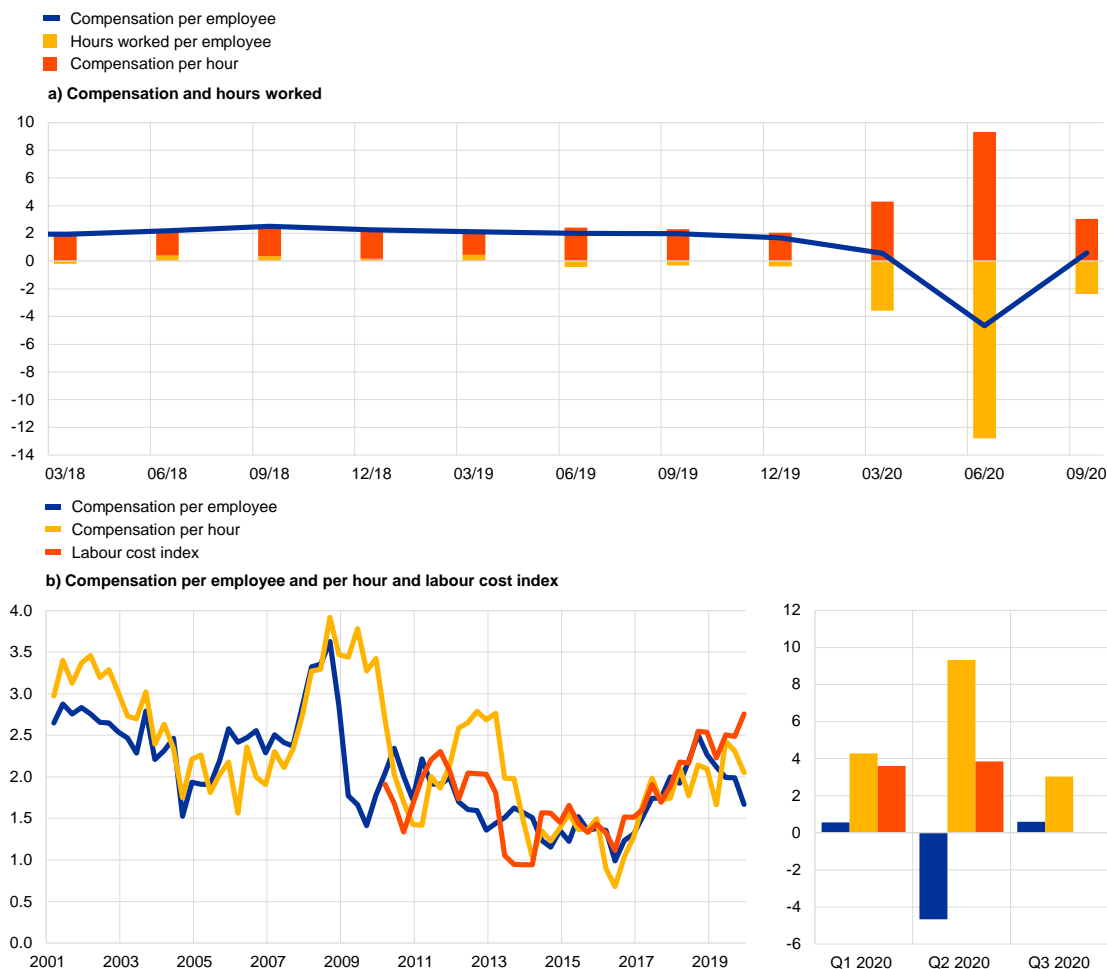 Compensation per employee
Hours worked per employee
Compensation per hour
a) Compensation and hours worked
10
8
6
4
2
0
-2
-4
-6
-8
-10
-12
-14
03/18 06/18 09/18 12/18 03/19 06/19 09/19 12/19 03/20 06/20 09/20
Compensation per employee
Compensation per hour
Labour cost index
b) Compensation per employee and per hour and labour cost index
4.0
3.5
3.0
2.5
2.0
1.5
1.0
0.5
0.0
2001 2003 2005 2007 2009 2011 2013 2015 2017 2019
12
10
8
6
4
2
0
-2
-4
-6
Q1 2020 Q2 2020 Q3 2020